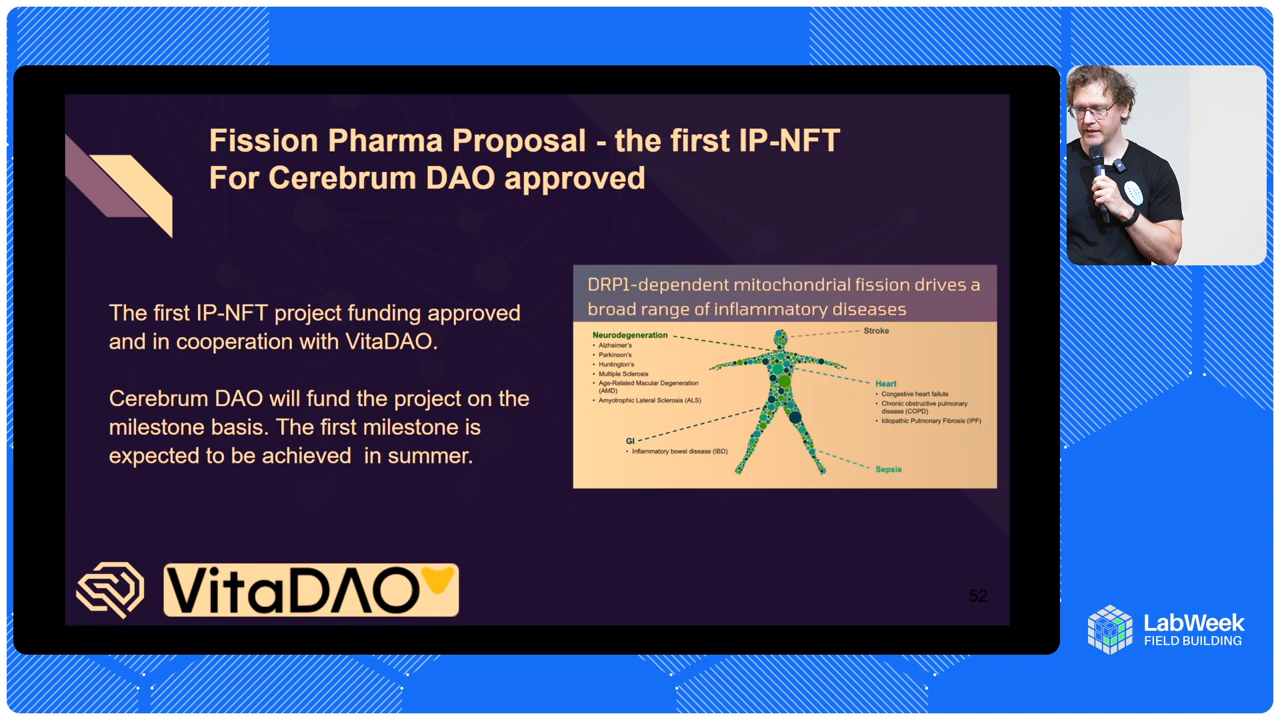 Fission Pharma Proposal - the first IP-NFT
For Cerebrum DAO approved
The first IP-NFT project funding approved
and in cooperation with VitaDAO.
Cerebrum DAO will fund the project on the
milestone basis. The first milestone is
expected to be achieved in summer.
DRP1-dependent mitochondrial fission drives a
broad range of inflammatory diseases
Neurodegeneration
• Alzheimer's
• Parkinson's
• Huntington's
• Multiple Sclerosis
• Age-Related Macular Degeneration
(AMD)
• Amyotrophic Lateral Sclerosis (ALS)
GI
• Inflammatory bowel disease (IBD)
Stroke
Heart
• Congestive heart failute
• Chronic obstructive pulmonary
disease (COPD)
• Idiopathic Pulmonary Fibrosis (IPF)
Sepsis
VitaDAO
52
LabWeek
FIELD BUILDING